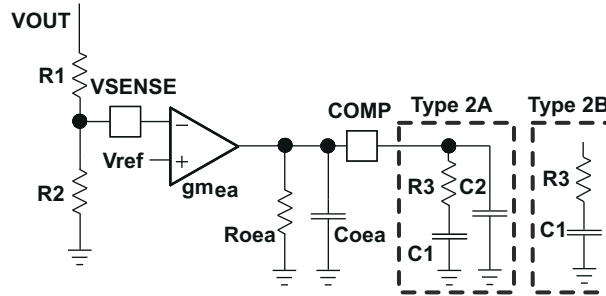 VOUT
R1
VSENSE
COMP
Type 2A
Type 2B
Vref
gmea
R2
Roea
Coea
R3
C2
C1
R3
C1